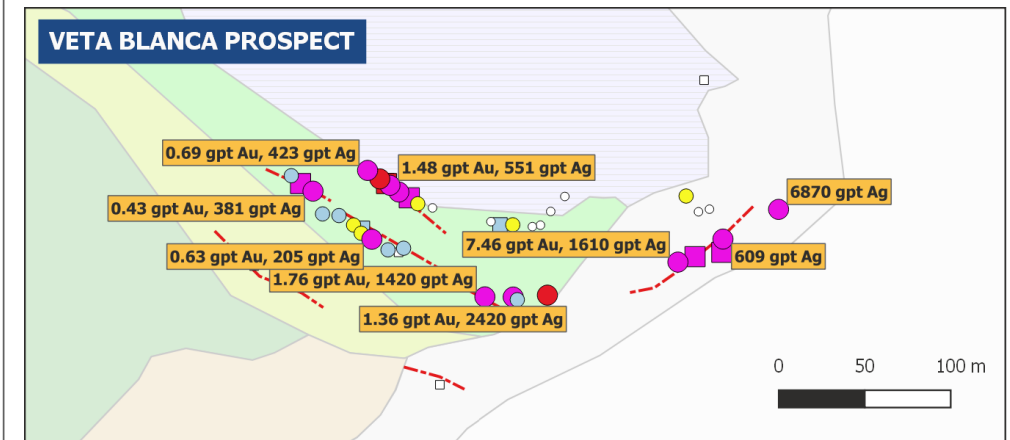 VETA BLANCA PROSPECT
0.69 gpt Au, 423 gpt Ag
1.48 gpt Au, 551 gpt Ag
6870 gpt Ag
0.43 gpt Au, 381 gpt Ag
7.46 gpt Au, 1610 gpt Ag
0.63 gpt Au, 205 gpt Ag
609 gpt Ag
1.76 gpt Au, 1420 gpt Ag
1.36 gpt Au, 2420 gpt Ag
0 50 100 m